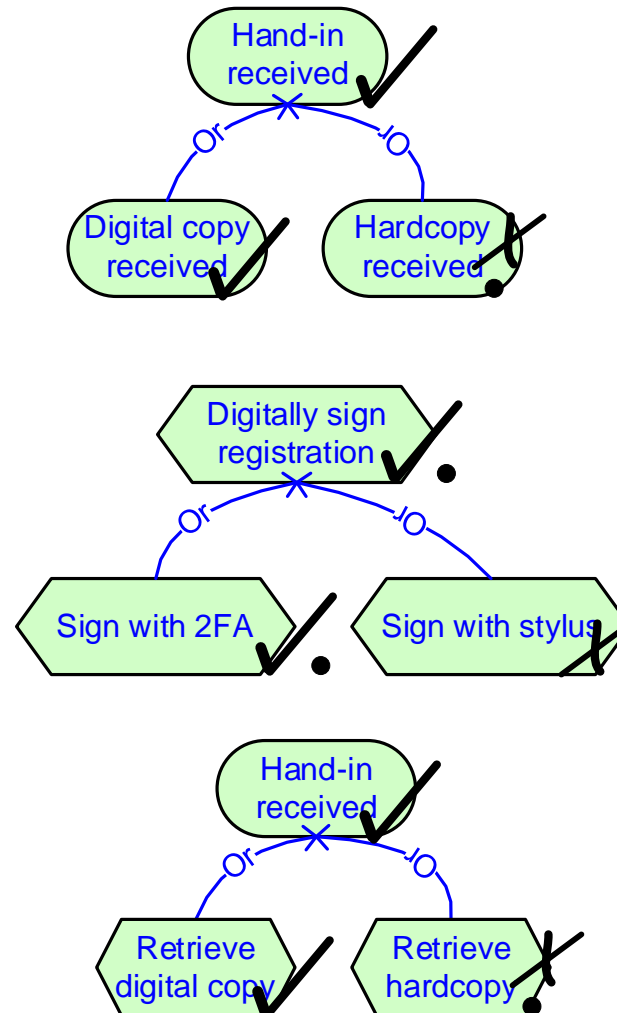 Hand-in
received
Or
Or
Digital copy
received
Hardcopy
received
Digitally sign
registration
Or
Or
Sign with 2FA
Sign with stylus
Hand-in
received
Or
Or
Retrieve
digital copy
Retrieve
hardcopy